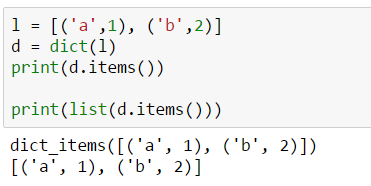 l = [('a',1), ('b',2)]
d = dict(l)
print(d.items())
print(list(d.items()))
dict_items([('a', 1), ('b', 2)])
[('a', 1), ('b', 2)]